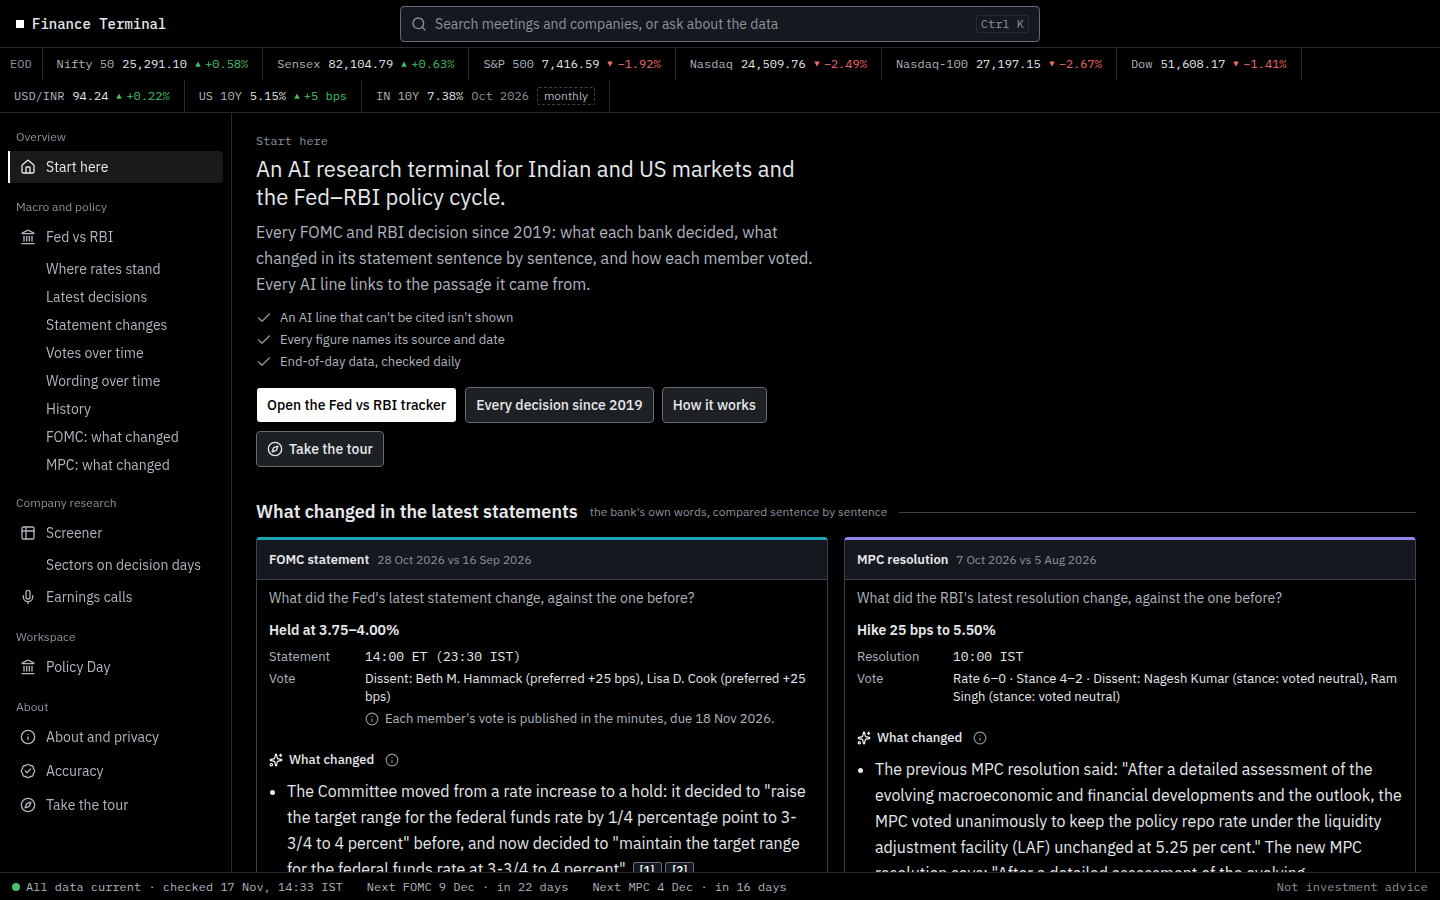 Finance Terminal
Search meetings and companies, or ask about the data
Ctrl K
EOD Nifty 50 25,291.10 ▲+0.58% Sensex 82,104.79 ▲+0.63% S&P 500 7,416.59 ▼−1.92% Nasdaq 24,509.76 ▼−2.49% Nasdaq-100 27,197.15 ▼−2.67% Dow 51,608.17 ▼−1.41%
USD/INR 94.24 ▲+0.22% US 10Y 5.15% ▲+5 bps IN 10Y 7.38% Oct 2026 monthly
Overview
Start here
Macro and policy
Fed vs RBI
Where rates stand
Latest decisions
Statement changes
Votes over time
Wording over time
History
FOMC: what changed
MPC: what changed
Company research
Screener
Sectors on decision days
Earnings calls
Workspace
Policy Day
About
About and privacy
Accuracy
Take the tour
Start here
An AI research terminal for Indian and US markets and
the Fed–RBI policy cycle.
Every FOMC and RBI decision since 2019: what each bank decided, what
changed in its statement sentence by sentence, and how each member voted.
Every AI line links to the passage it came from.
An AI line that can't be cited isn't shown
Every figure names its source and date
End-of-day data, checked daily
Open the Fed vs RBI tracker
Every decision since 2019
How it works
Take the tour
What changed in the latest statements the bank's own words, compared sentence by sentence
FOMC statement 28 Oct 2026 vs 16 Sep 2026
What did the Fed's latest statement change, against the one before?
Held at 3.75–4.00%
Statement 14:00 ET (23:30 IST)
Vote Dissent: Beth M. Hammack (preferred +25 bps), Lisa D. Cook (preferred +25
bps)
Each member's vote is published in the minutes, due 18 Nov 2026.
What changed
• The Committee moved from a rate increase to a hold: it decided to "raise
the target range for the federal funds rate by 1/4 percentage point to 3-
3/4 to 4 percent" before, and now decided to "maintain the target range
for the federal funds rate at 3-3/4 to 4 percent". [1] [2]
MPC resolution 7 Oct 2026 vs 5 Aug 2026
What did the RBI's latest resolution change, against the one before?
Hike 25 bps to 5.50%
Resolution 10:00 IST
Vote Rate 6–0 · Stance 4–2 · Dissent: Nagesh Kumar (stance: voted neutral), Ram
Singh (stance: voted neutral)
What changed
• The previous MPC resolution said: "After a detailed assessment of the
evolving macroeconomic and financial developments and the outlook, the
MPC voted unanimously to keep the policy repo rate under the liquidity
adjustment facility (LAF) unchanged at 5.25 per cent." The new MPC
resolution says: "After a detailed assessment of the evolving
All data current · checked 17 Nov, 14:33 IST Next FOMC 9 Dec · in 22 days Next MPC 4 Dec · in 16 days
Not investment advice